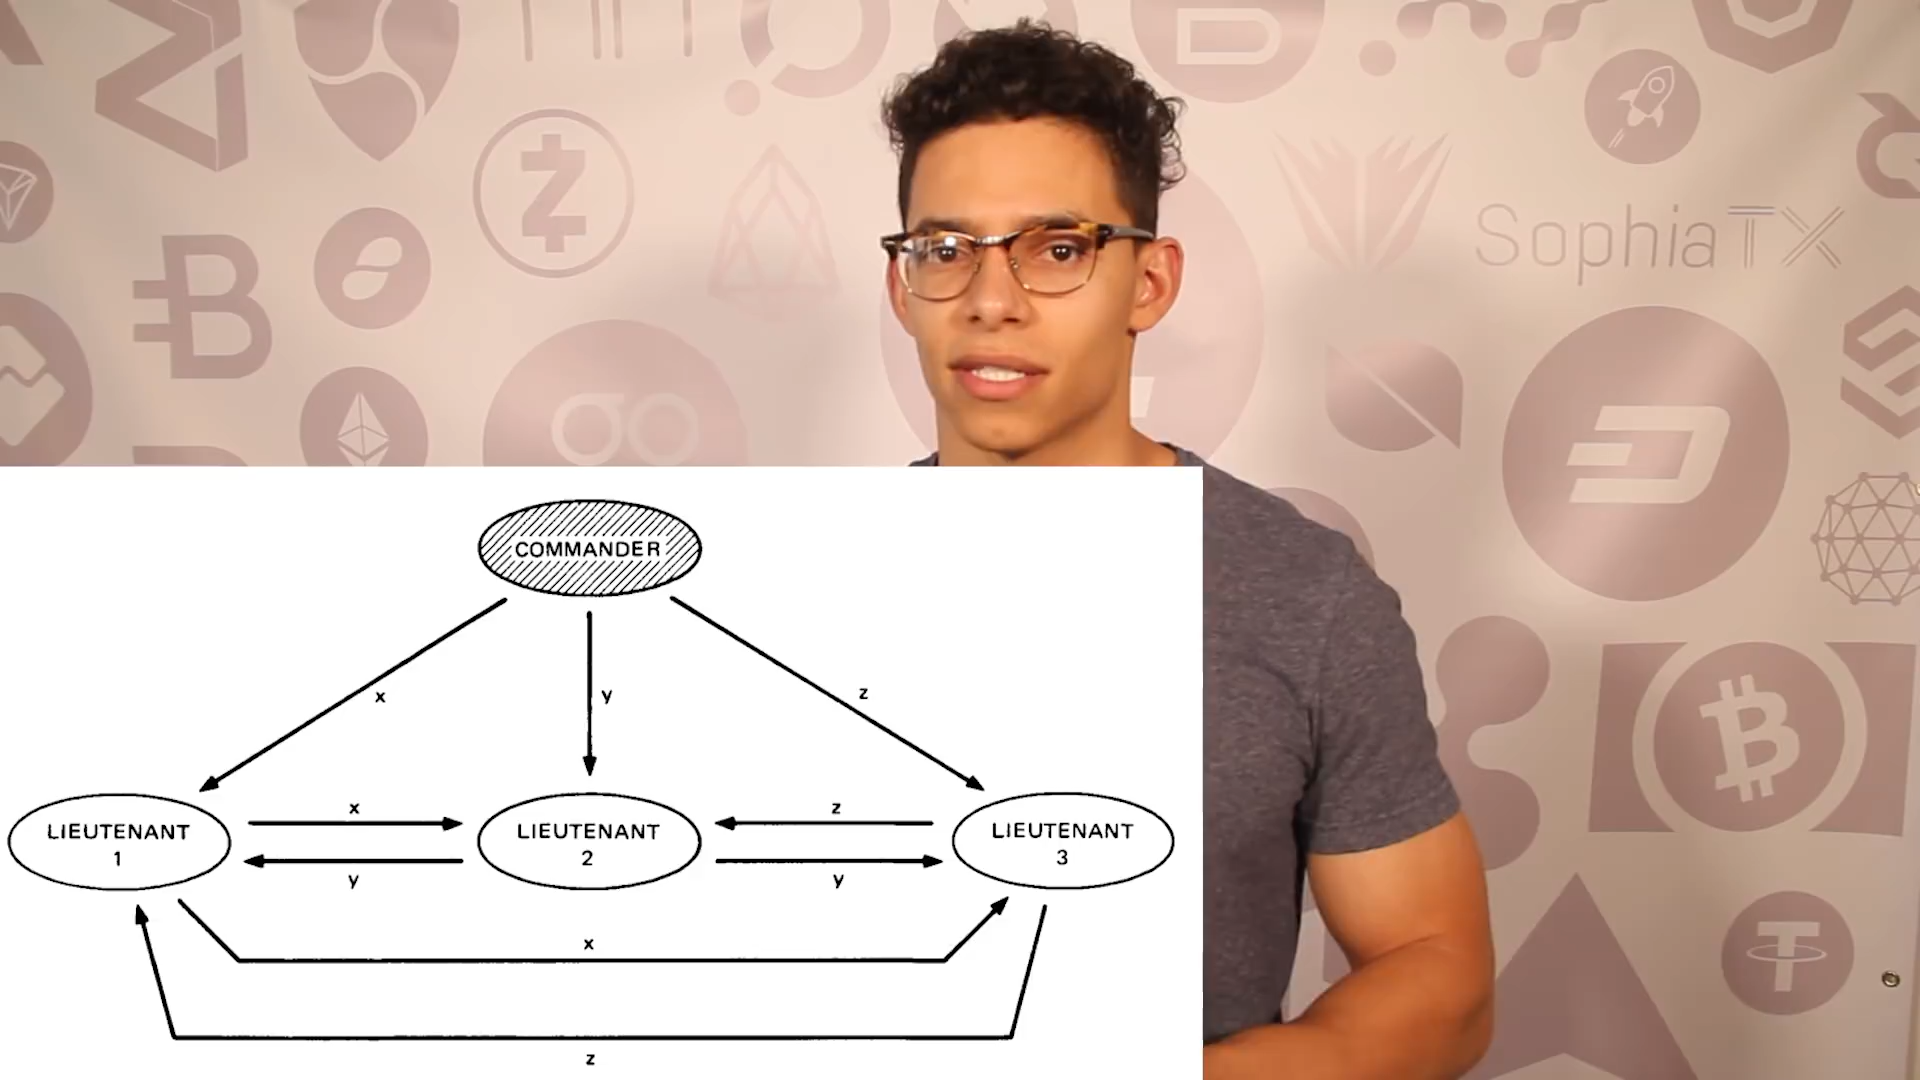 SophiaTX
COMMANDER
x
y
z
LIEUTENANT
1
x
y
LIEUTENANT
2
z
y
LIEUTENANT
3
x
z